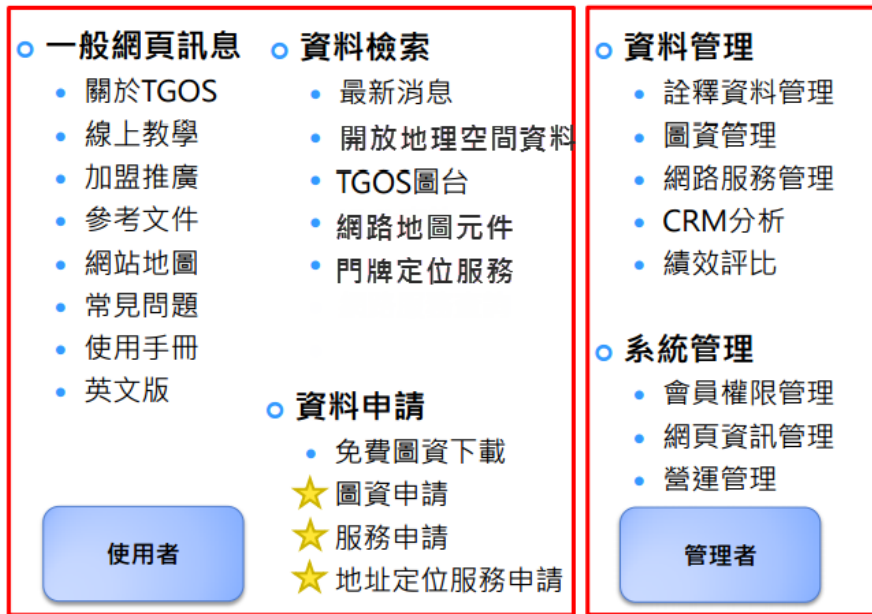 一般網頁訊息
關於TGOS
線上教學
加盟推廣
參考文件
網站地圖
常見問題
使用手冊
英文版
資料檢索
最新消息
開放地理空間資料
TGOS圖台
網路地圖元件
門牌定位服務
資料申請
免費圖資下載
圖資申請
服務申請
地址定位服務申請
使用者
資料管理
詮釋資料管理
圖資管理
網路服務管理
CRM分析
績效評比
系統管理
會員權限管理
網頁資訊管理
營運管理
管理者